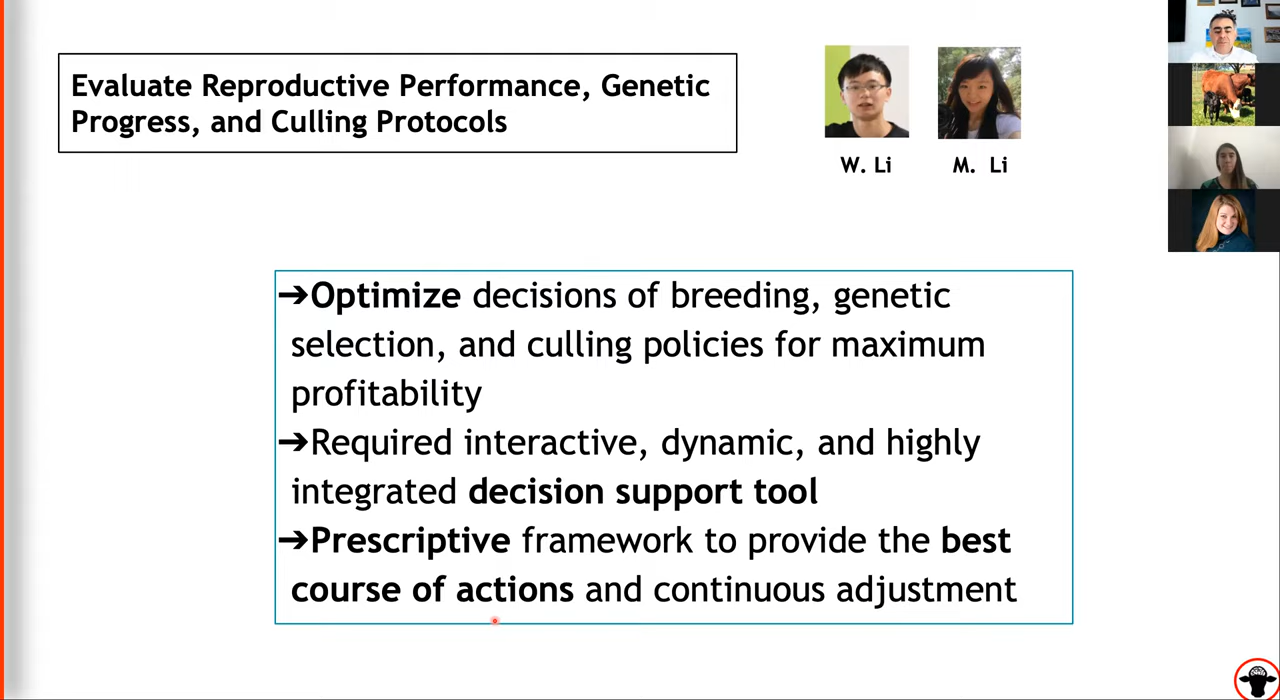 Evaluate Reproductive Performance, Genetic
Progress, and Culling Protocols
W. Li
M. Li
➔Optimize decisions of breeding, genetic
selection, and culling policies for maximum
profitability
➔Required interactive, dynamic, and highly
integrated decision support tool
➔Prescriptive framework to provide the best
course of actions and continuous adjustment